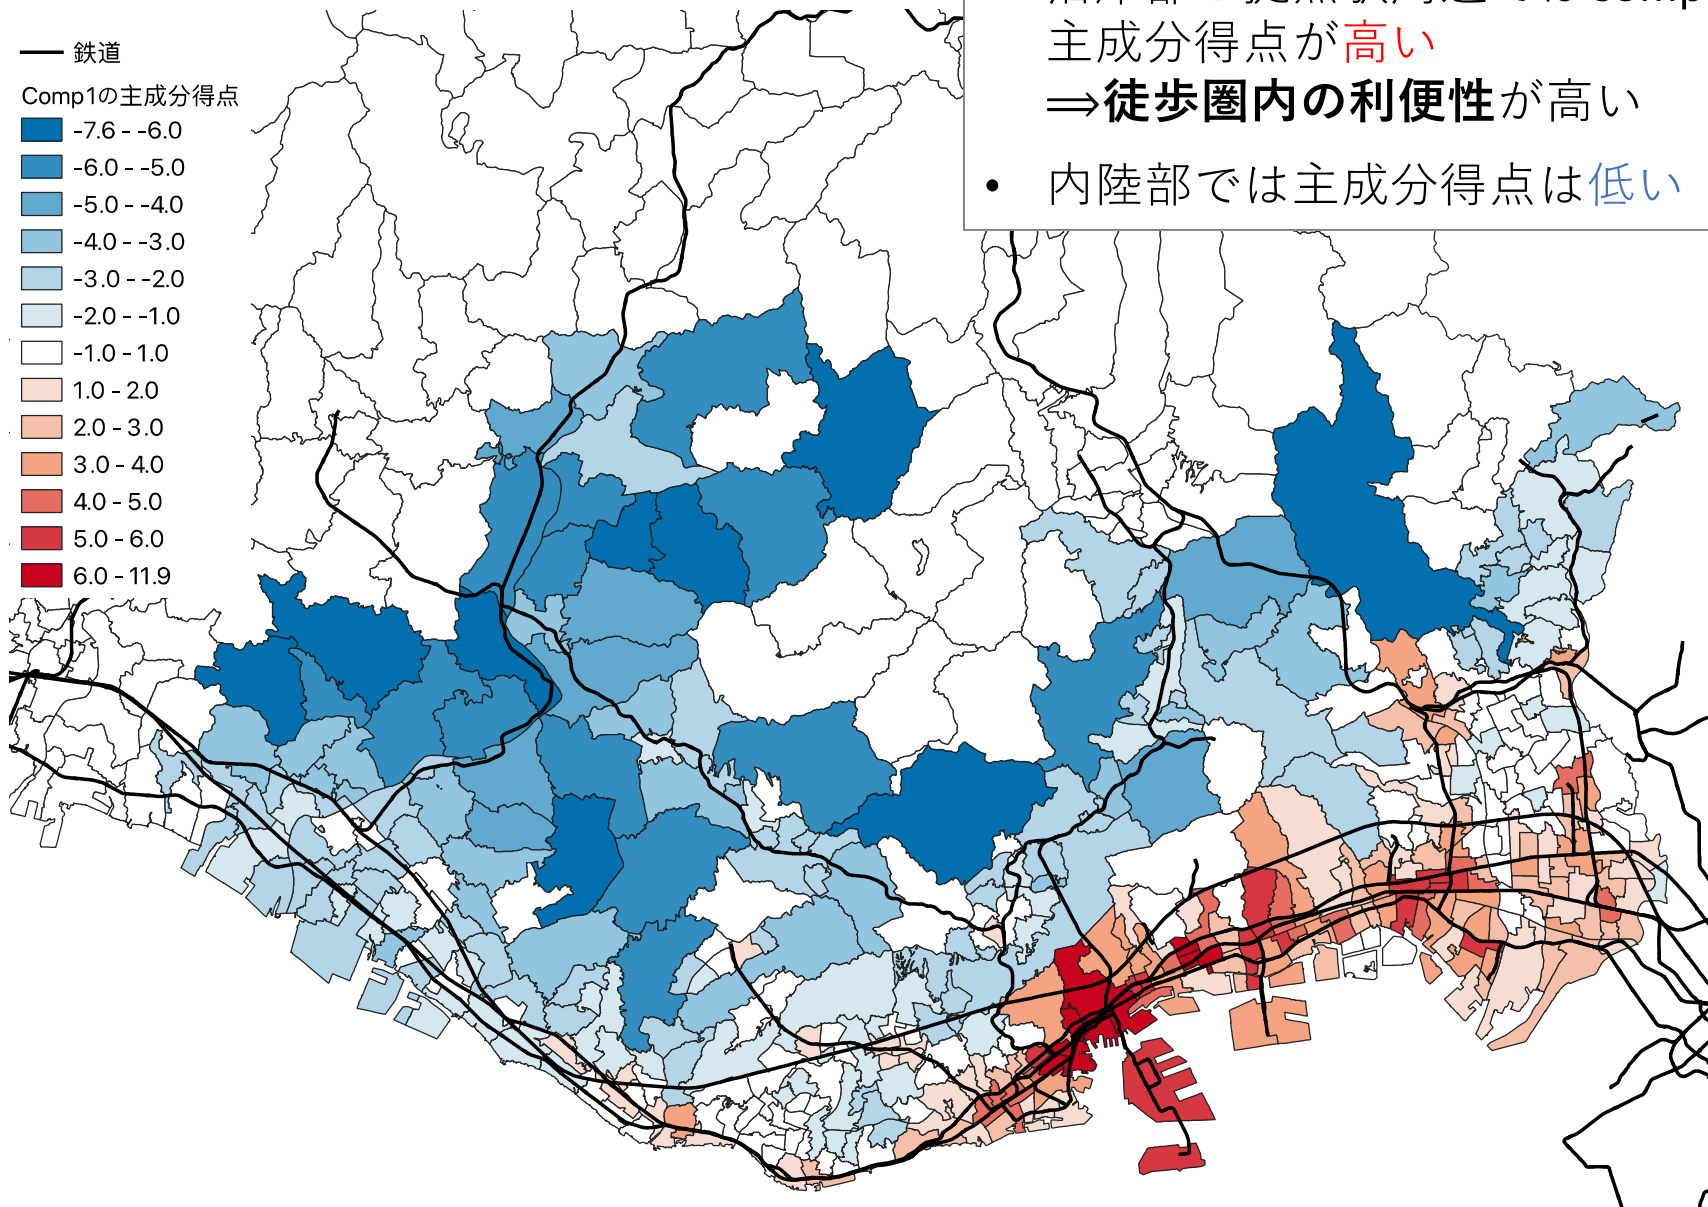 鉄道
Comp1の主成分得点
-7.6 - -6.0
-6.0 - -5.0
-5.0 - -4.0
-4.0 - -3.0
-3.0 - -2.0
-2.0 - -1.0
-1.0 - 1.0
1.0 - 2.0
2.0 - 3.0
3.0 - 4.0
4.0 - 5.0
5.0 - 6.0
6.0 - 11.9
主成分得点が高い
⇒徒歩圏内の利便性が高い
• 内陸部では主成分得点は低い